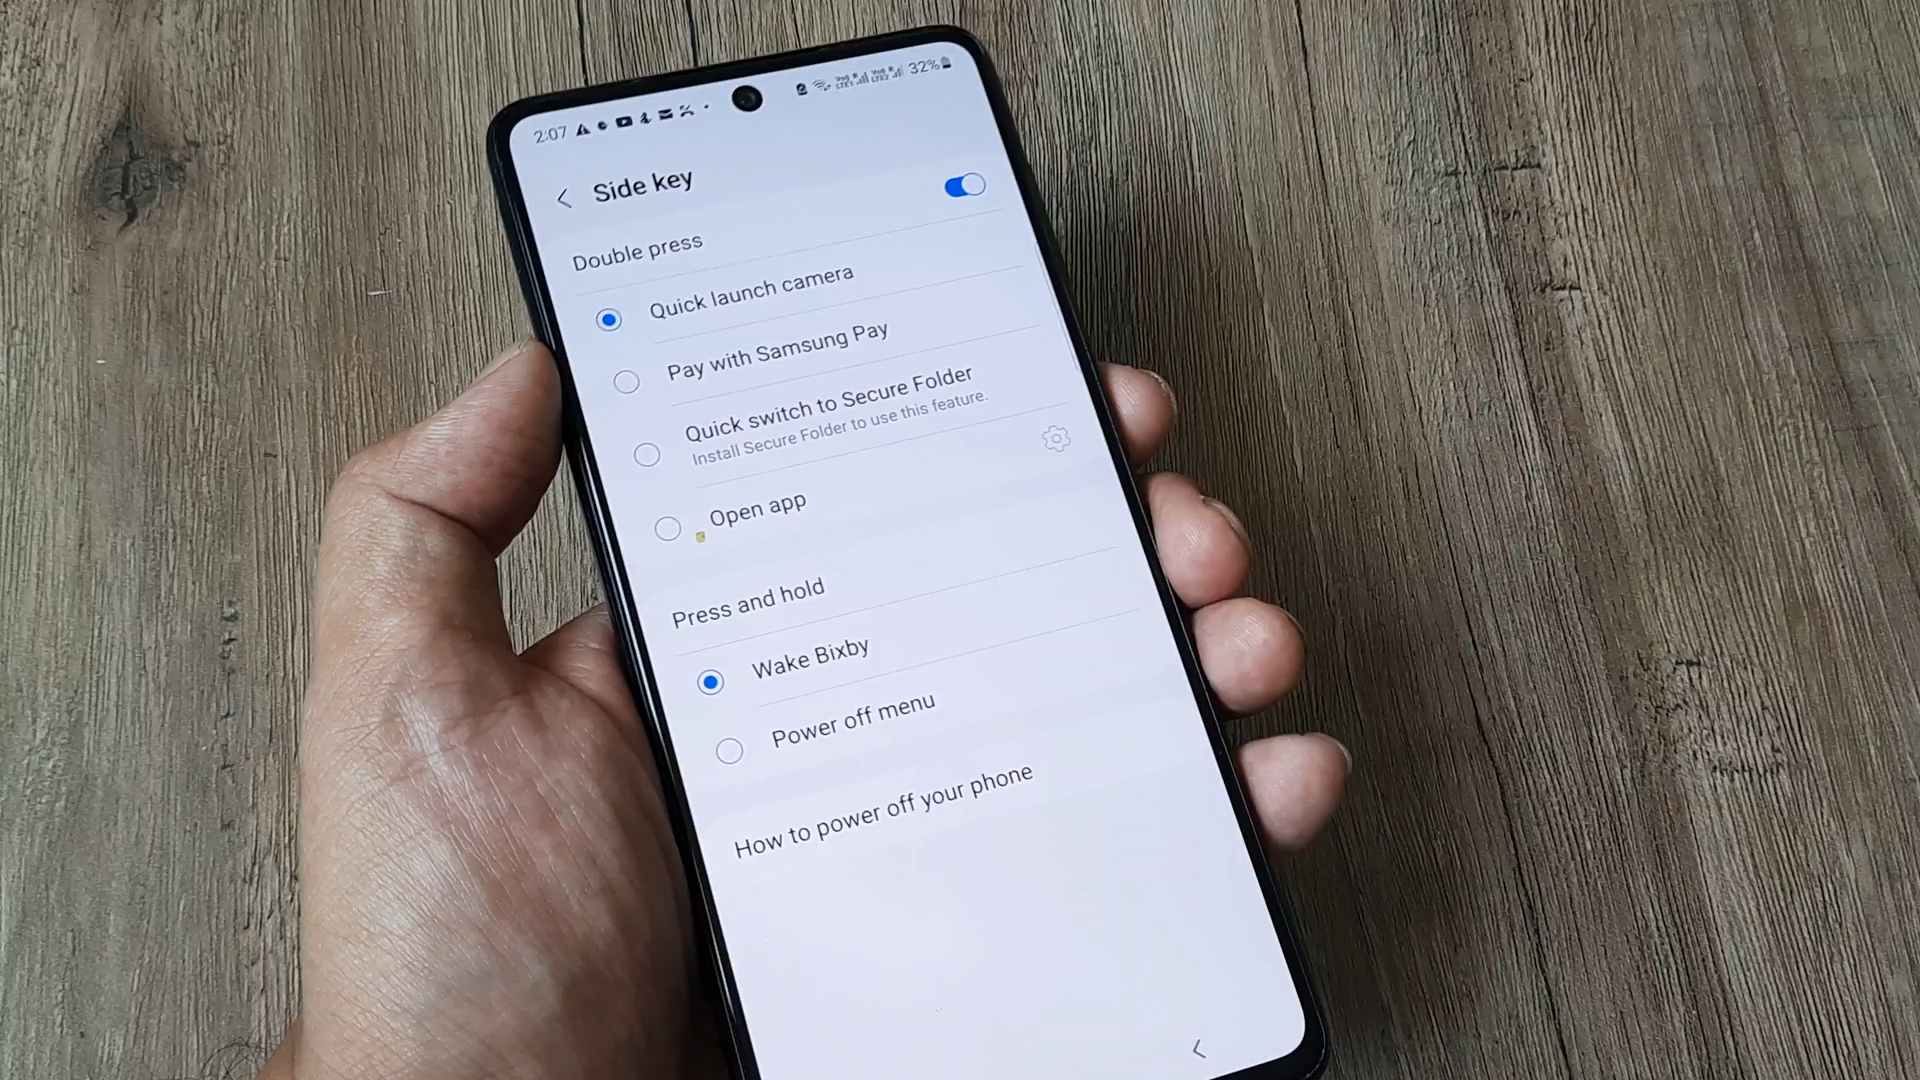 2:07
32%
Side key
Double press
Quick launch camera
Pay with Samsung Pay
Quick switch to Secure Folder
Install Secure Folder to use this feature.
Open app
Press and hold
Wake Bixby
Power off menu
How to power off your phone